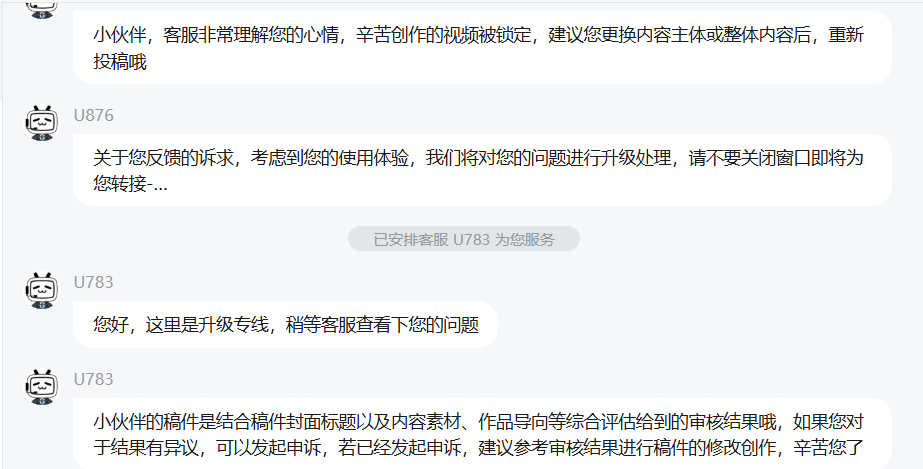 小伙伴，客服非常理解您的心情，辛苦创作的视频被锁定，建议您更换内容主体或整体内容后，重新
投稿哦
U876
关于您反馈的诉求，考虑到您的使用体验，我们将对您的问题进行升级处理，请不要关闭窗口即将为
您转接-...
已安排客服 U783 为您服务
U783
您好，这里是升级专线，稍等客服查看下您的问题
U783
小伙伴的稿件是结合稿件封面标题以及内容素材、作品导向等综合评估给到的审核结果哦，如果您对
于结果有异议，可以发起申诉，若已经发起申诉，建议参考审核结果进行稿件的修改创作，辛苦您了